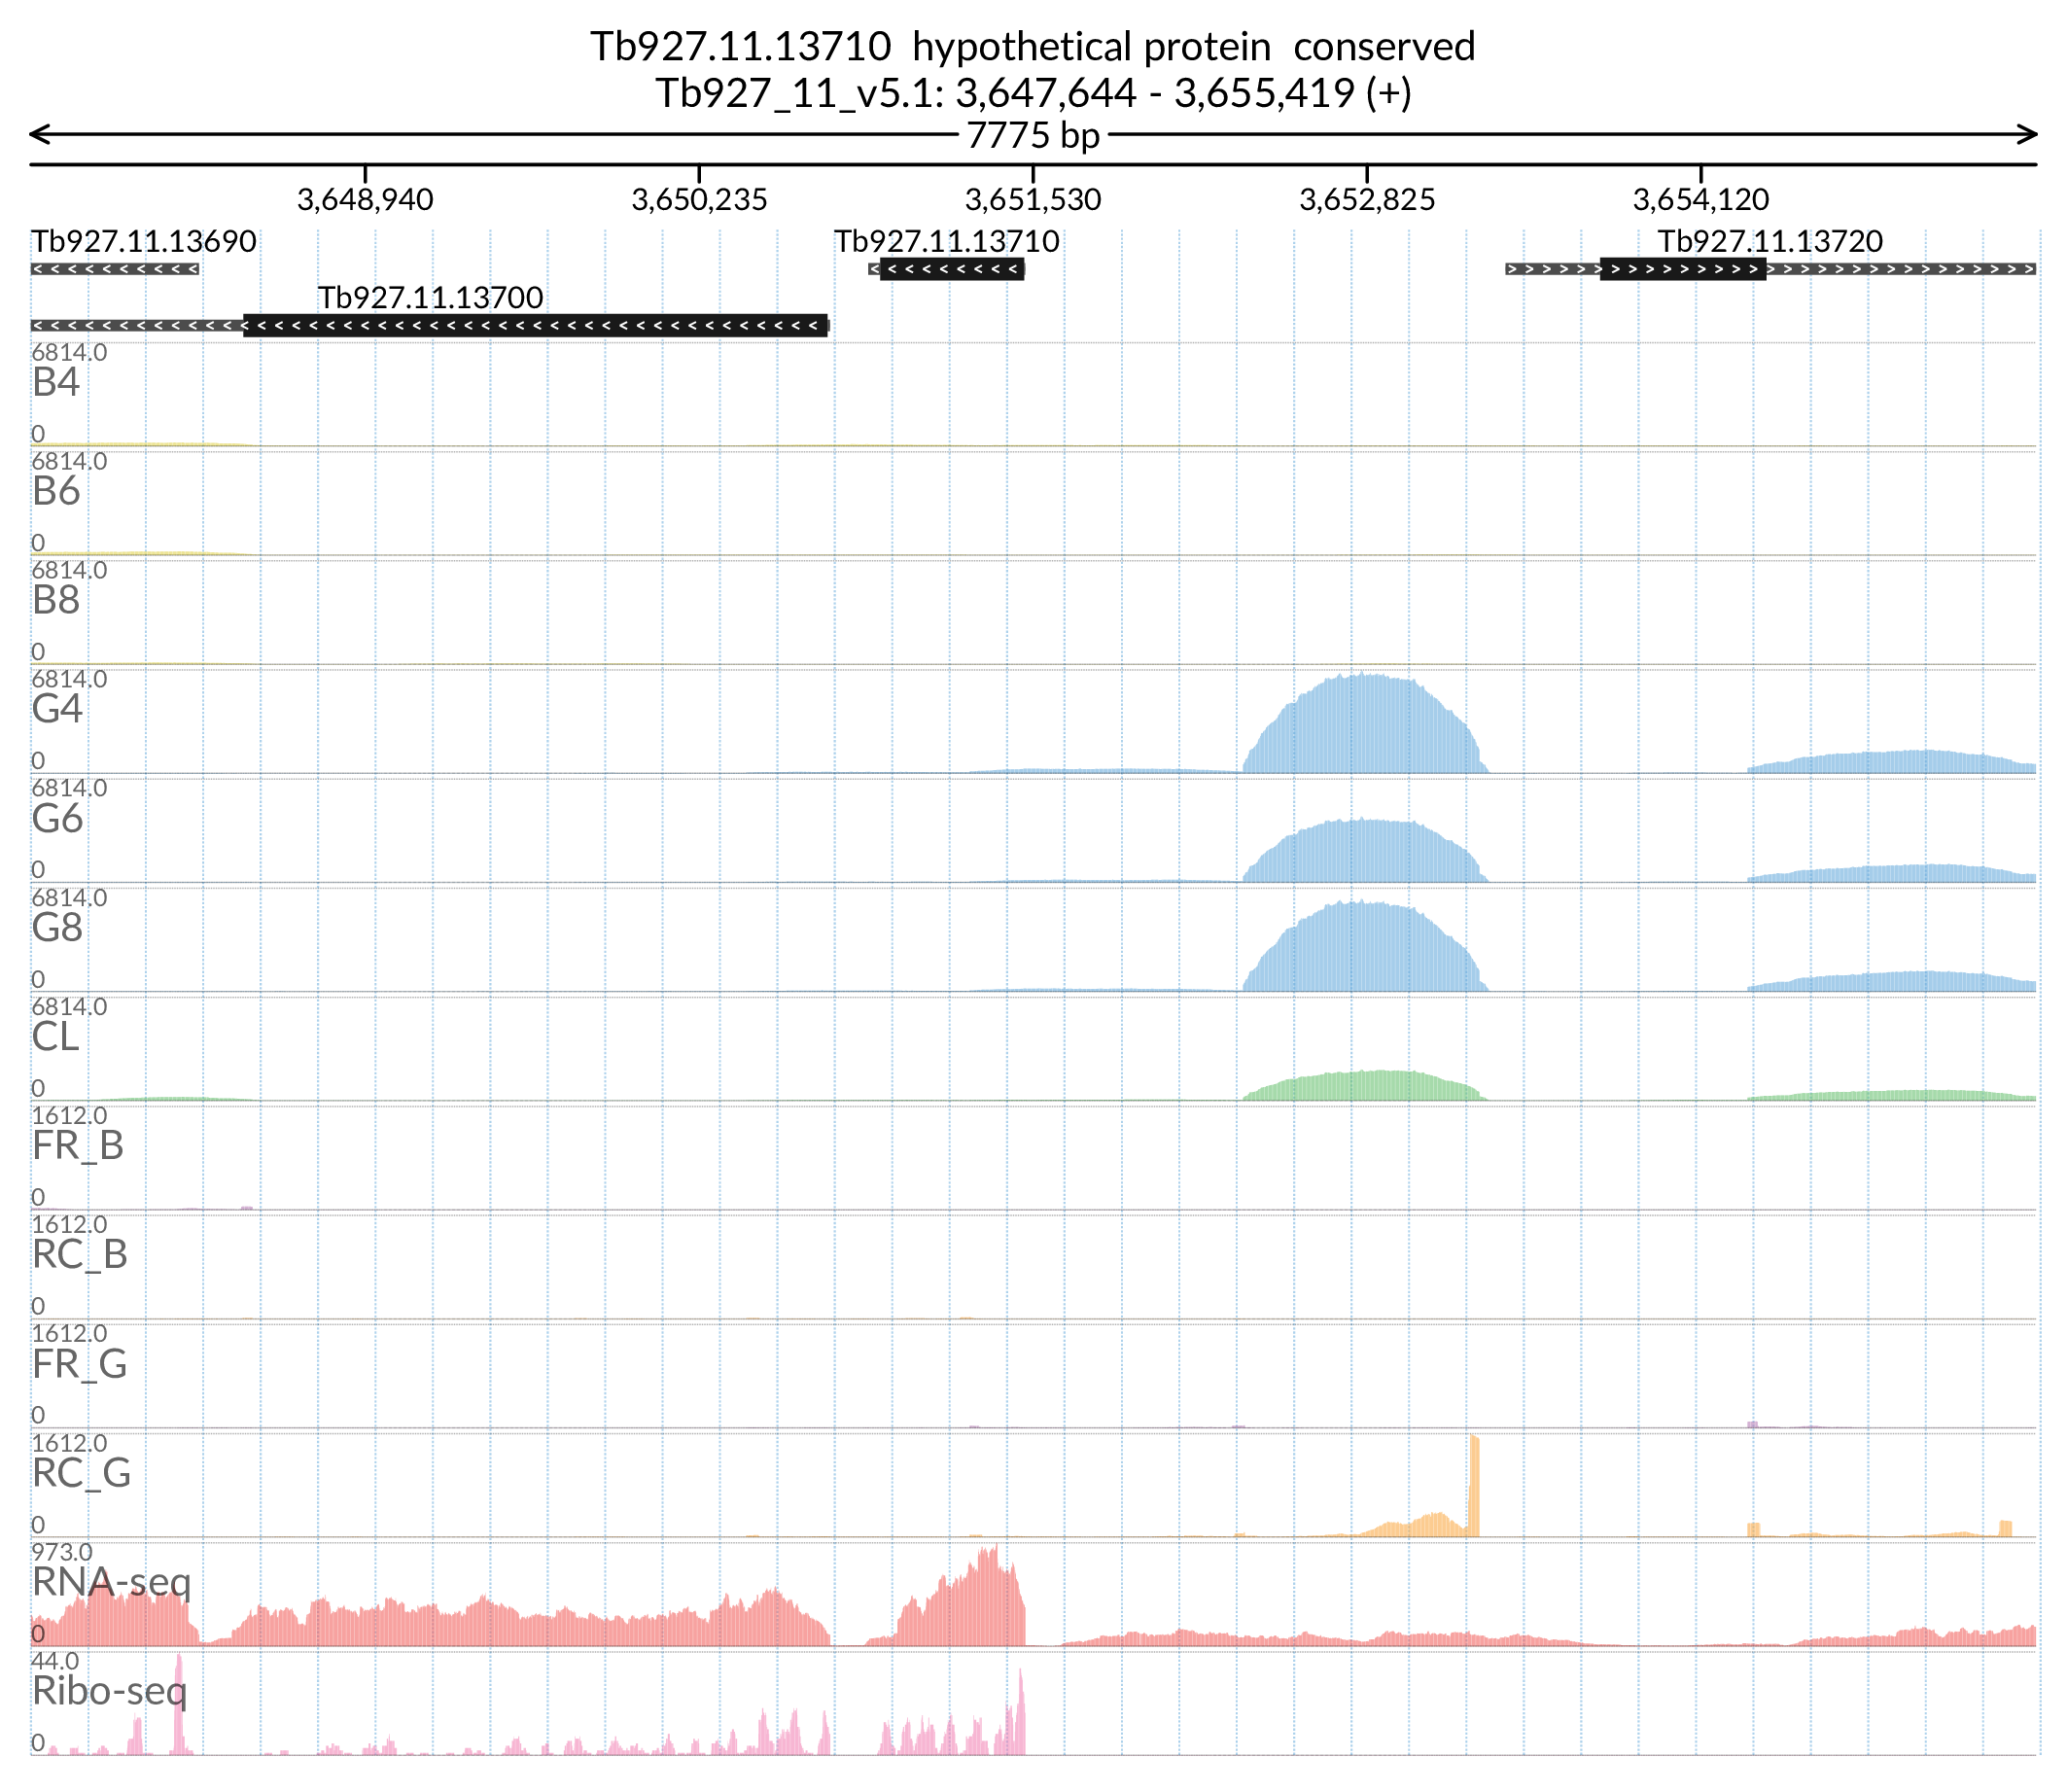 Tb927.11.13710 hypothetical protein conserved
Tb927_11_v5.1: 3,647,644 - 3,655,419 (+)
7775 bp
3,648,940 3,650,235 3,651,530 3,652,825 3,654,120
Tb927.11.13690 Tb927.11.13710 Tb927.11.13720
Tb927.11.13700
6814.0
B4
0
6814.0
B6
0
6814.0
B8
0
6814.0
G4
0
6814.0
G6
0
6814.0
G8
0
6814.0
CL
0
1612.0
FR_B
0
1612.0
RC_B
0
1612.0
FR_G
0
1612.0
RC_G
0
973.0
RNA-seq
0
44.0
Ribo-seq
0